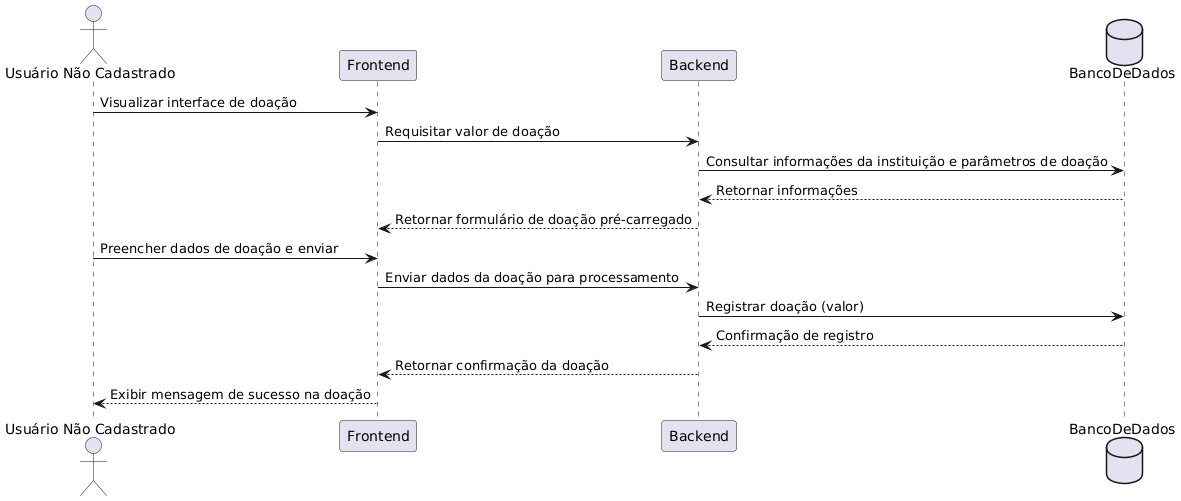 Usuário Não Cadastrado
Frontend
Backend
BancoDeDados
Visualizar interface de doação
Requisitar valor de doação
Consultar informações da instituição e parâmetros de doação
Retornar informações
Retornar formulário de doação pré-carregado
Preencher dados de doação e enviar
Enviar dados da doação para processamento
Registrar doação (valor)
Confirmação de registro
Retornar confirmação da doação
Exibir mensagem de sucesso na doação
Usuário Não Cadastrado
Frontend
Backend
BancoDeDados